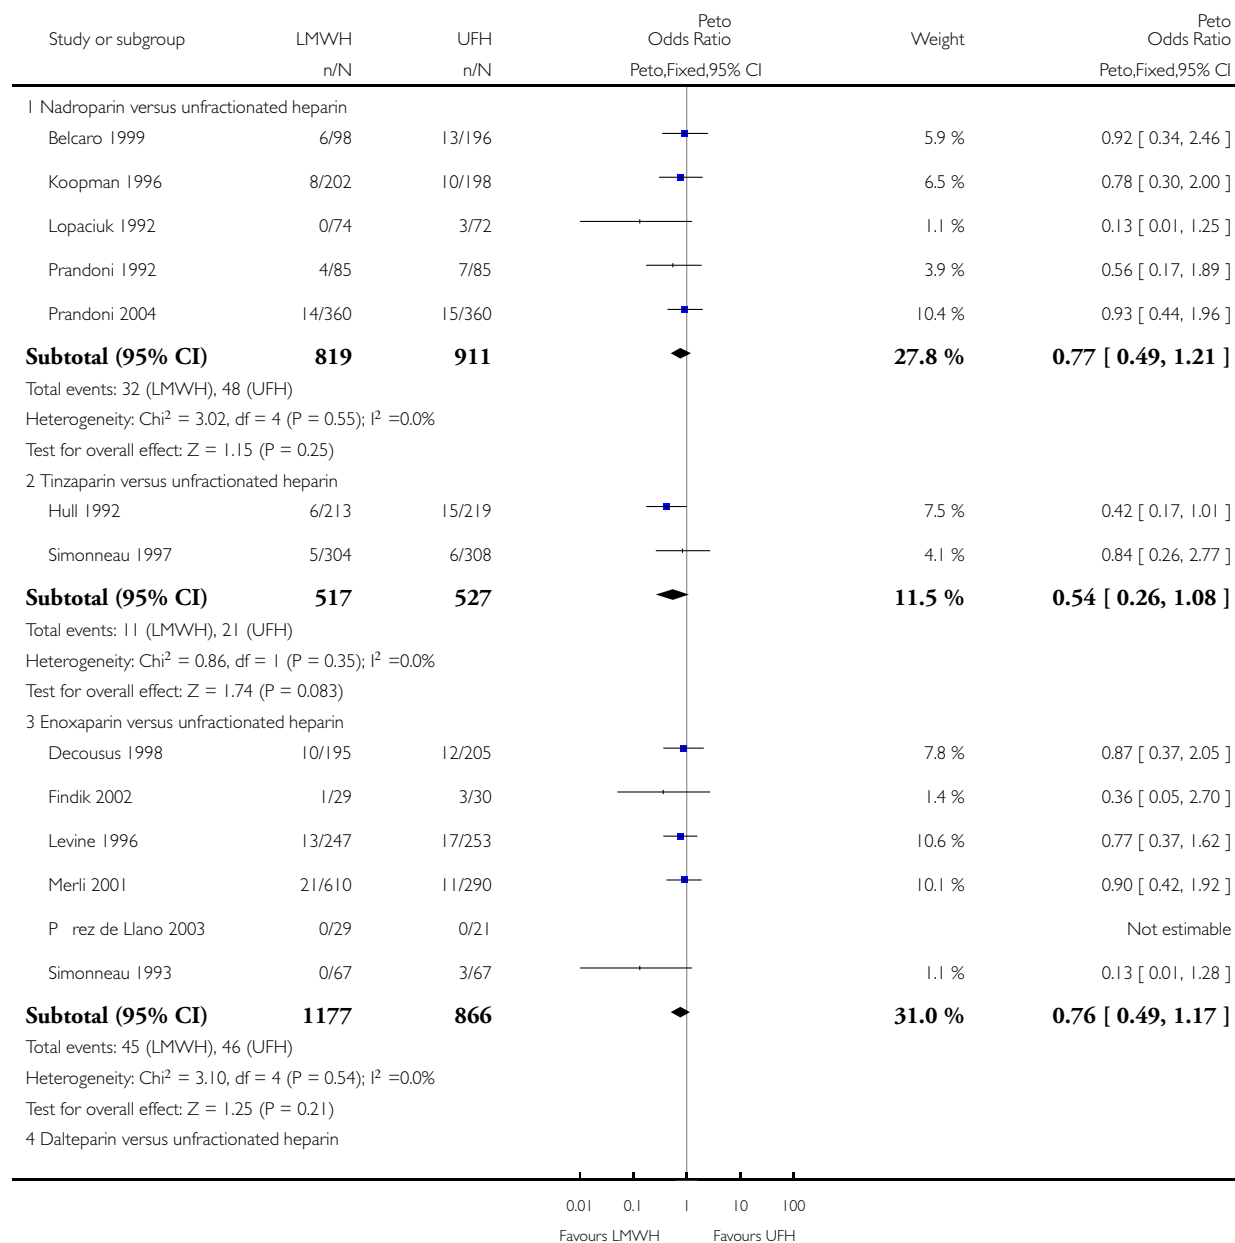 Peto Peto
Study or subgroup LMWH UFH Odds Ratio Weight Odds Ratio
n/N n/N Peto,Fixed,95% CI Peto,Fixed,95% CI
1 Nadroparin versus unfractionated heparin
Belcaro 1999 6/98 13/196 5.9 % 0.92 [ 0.34, 2.46 ]
Koopman 1996 8/202 10/198 6.5 % 0.78 [ 0.30, 2.00 ]
Lopaciuk 1992 0/74 3/72 1.1 % 0.13 [ 0.01, 1.25 ]
Prandoni 1992 4/85 7/85 3.9 % 0.56 [ 0.17, 1.89 ]
Prandoni 2004 14/360 15/360 10.4 % 0.93 [ 0.44, 1.96 ]
Subtotal (95% CI) 819 911 27.8 % 0.77 [ 0.49, 1.21 ]
Total events: 32 (LMWH), 48 (UFH)
Heterogeneity: Chi² = 3.02, df = 4 (P = 0.55); I² =0.0%
Test for overall effect: Z = 1.15 (P = 0.25)
2 Tinzaparin versus unfractionated heparin
Hull 1992 6/213 15/219 7.5 % 0.42 [ 0.17, 1.01 ]
Simonneau 1997 5/304 6/308 4.1 % 0.84 [ 0.26, 2.77 ]
Subtotal (95% CI) 517 527 11.5 % 0.54 [ 0.26, 1.08 ]
Total events: 11 (LMWH), 21 (UFH)
Heterogeneity: Chi² = 0.86, df = 1 (P = 0.35); I² =0.0%
Test for overall effect: Z = 1.74 (P = 0.083)
3 Enoxaparin versus unfractionated heparin
Decousus 1998 10/195 12/205 7.8 % 0.87 [ 0.37, 2.05 ]
Findik 2002 1/29 3/30 1.4 % 0.36 [ 0.05, 2.70 ]
Levine 1996 13/247 17/253 10.6 % 0.77 [ 0.37, 1.62 ]
Merli 2001 21/610 11/290 10.1 % 0.90 [ 0.42, 1.92 ]
P rez de Llano 2003 0/29 0/21 Not estimable
Simonneau 1993 0/67 3/67 1.1 % 0.13 [ 0.01, 1.28 ]
Subtotal (95% CI) 1177 866 31.0 % 0.76 [ 0.49, 1.17 ]
Total events: 45 (LMWH), 46 (UFH)
Heterogeneity: Chi² = 3.10, df = 4 (P = 0.54); I² =0.0%
Test for overall effect: Z = 1.25 (P = 0.21)
4 Dalteparin versus unfractionated heparin
0.01 0.1 1 10 100
Favours LMWH Favours UFH